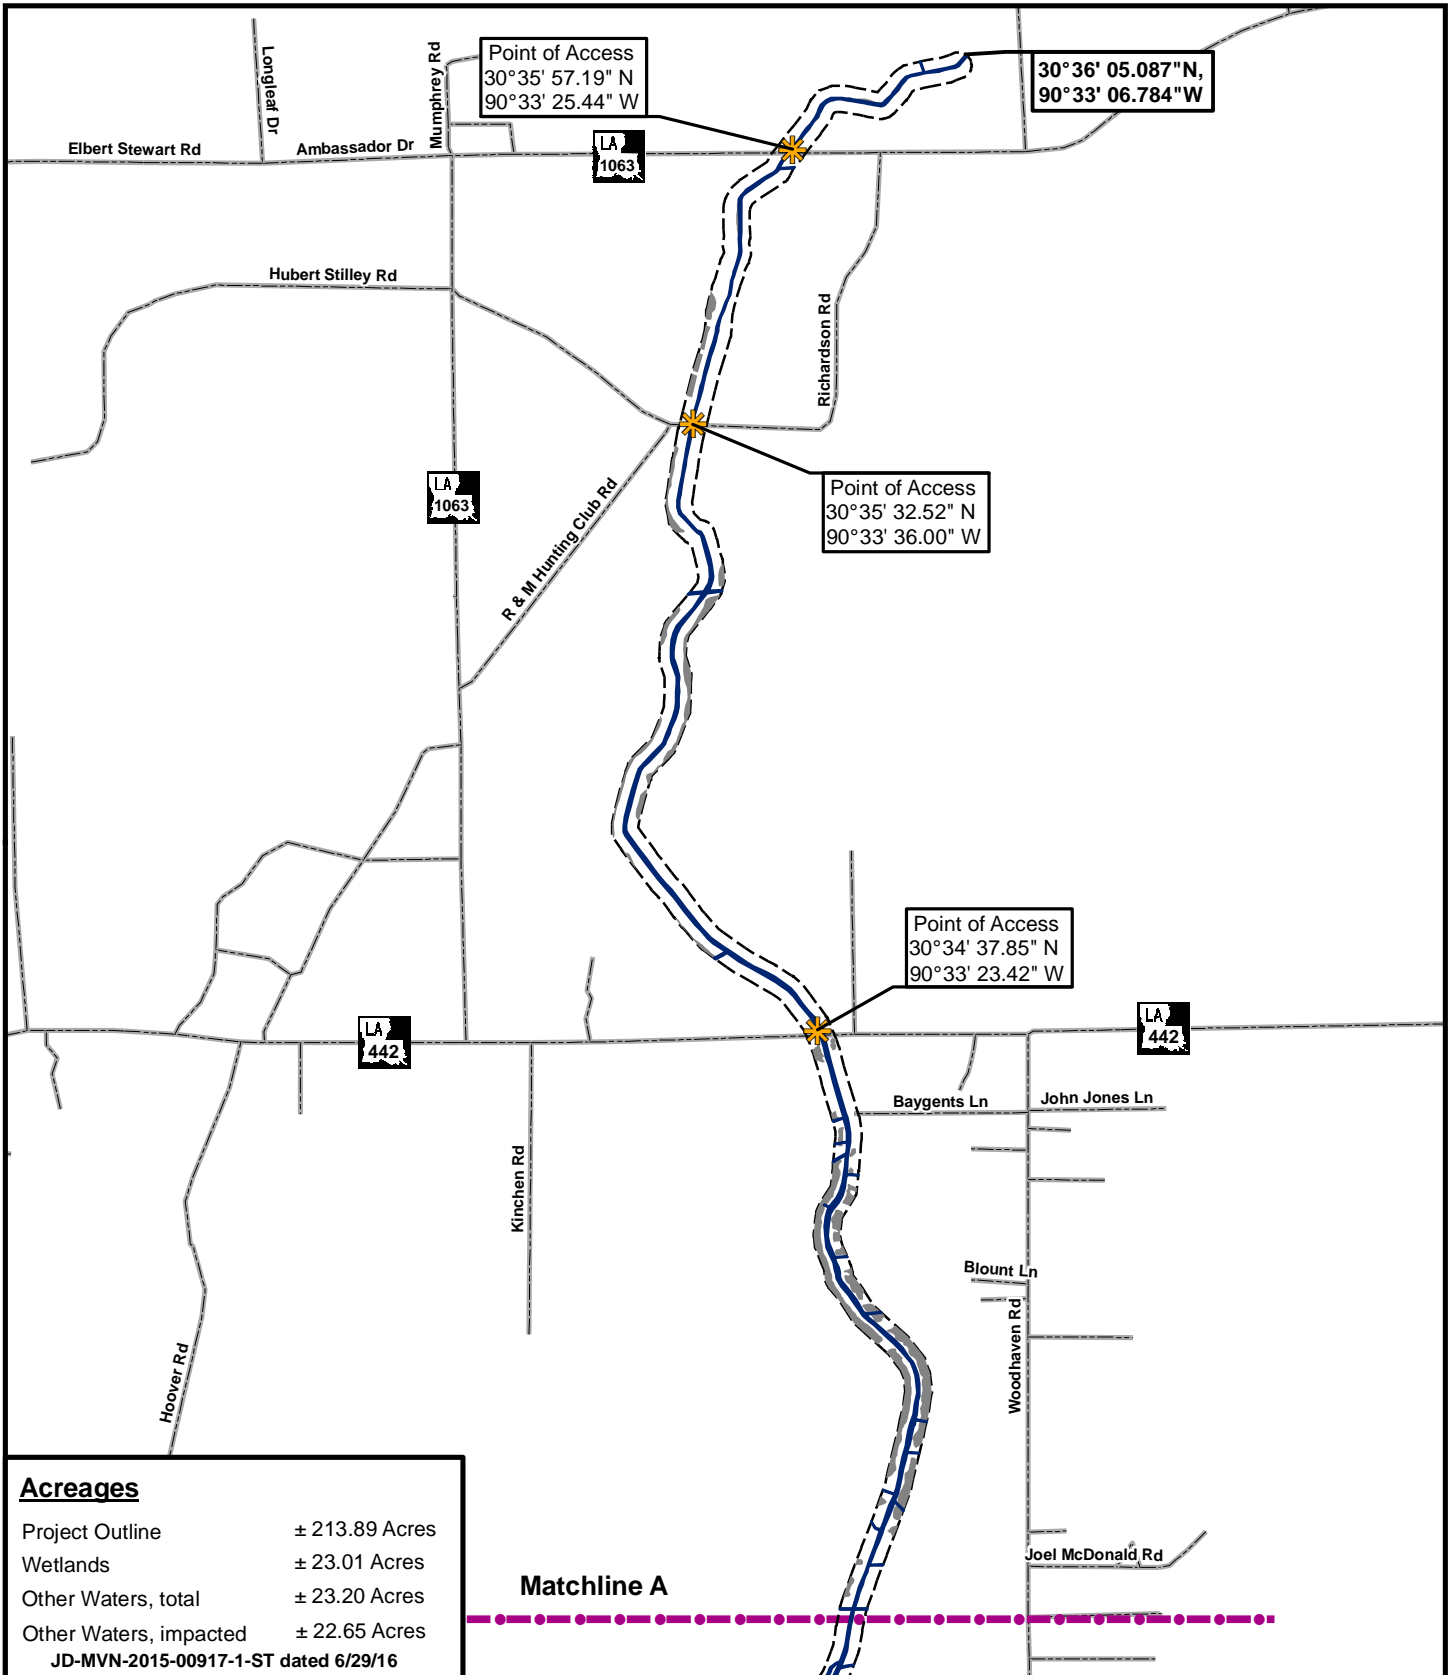 Point of Access
30°35' 57.19" N
90°33' 25.44" W
30°36' 05.087"N,
90°33' 06.784"W
Longleaf Dr
Mumphrey Rd
Elbert Stewart Rd
Ambassador Dr
LA
1063
Hubert Stilley Rd
Richardson Rd
LA
1063
R & M Hunting Club Rd
Point of Access
30°35' 32.52" N
90°33' 36.00" W
Point of Access
30°34' 37.85" N
90°33' 23.42" W
LA
442
LA
442
Baygents Ln
John Jones Ln
Kinchen Rd
Blount Ln
Woodhaven Rd
Hoover Rd
Joel McDonald Rd
Matchline A
Acreages
Project Outline ± 213.89 Acres
Wetlands ± 23.01 Acres
Other Waters, total ± 23.20 Acres
Other Waters, impacted ± 22.65 Acres
JD-MVN-2015-00917-1-ST dated 6/29/16